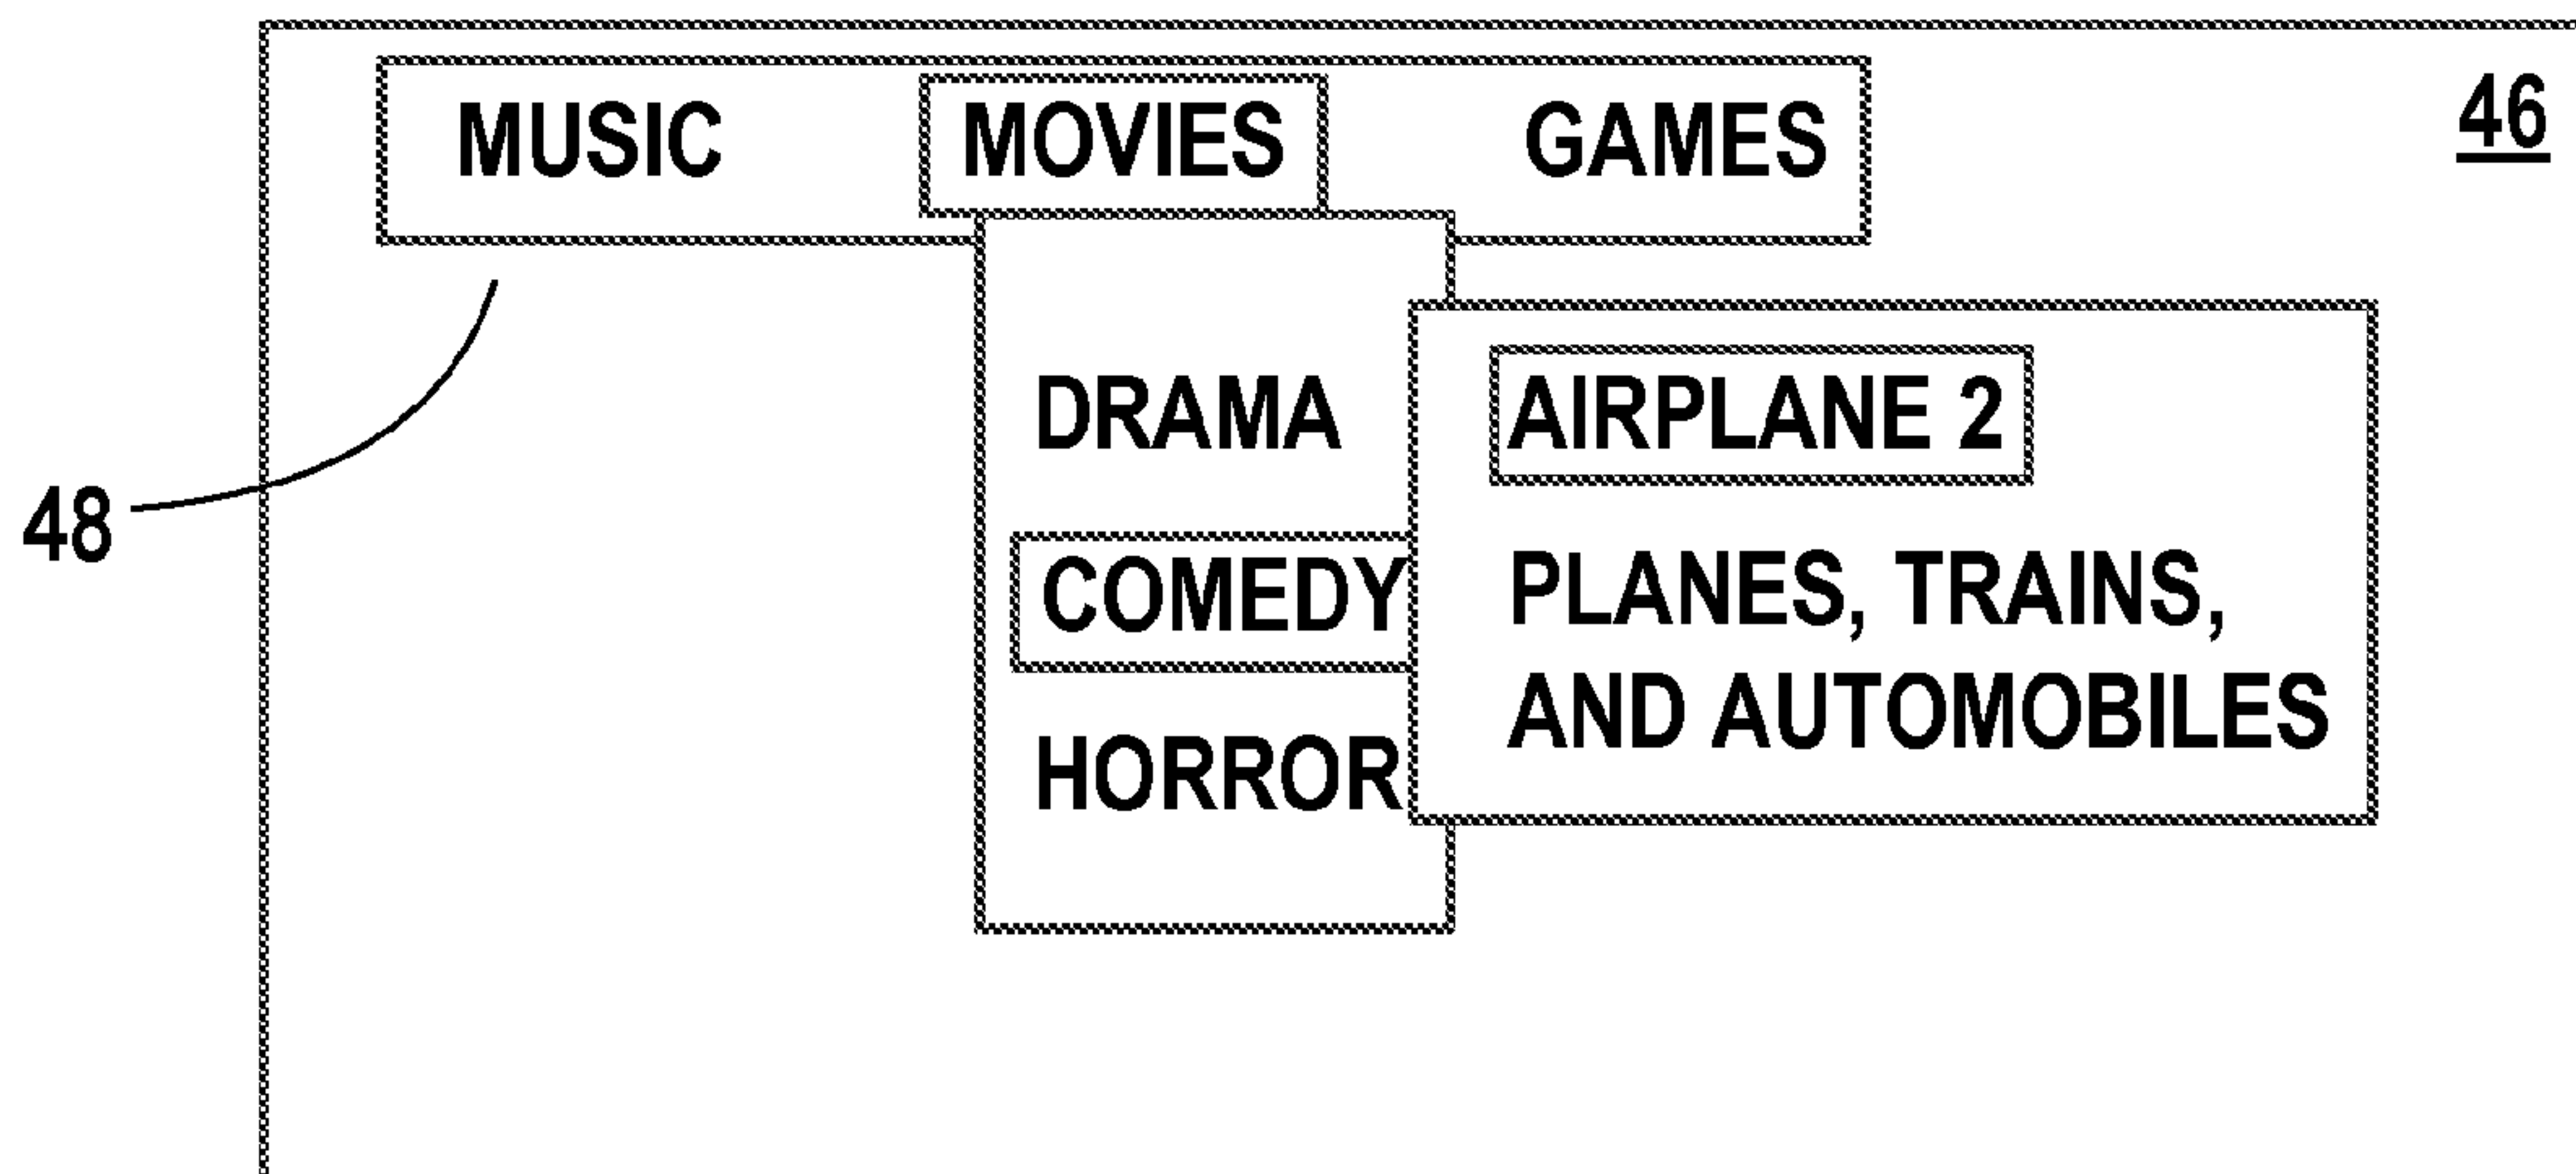 MUSIC MOVIES GAMES 46
DRAMA AIRPLANE 2
48
COMEDY PLANES, TRAINS,
AND AUTOMOBILES
HORROR